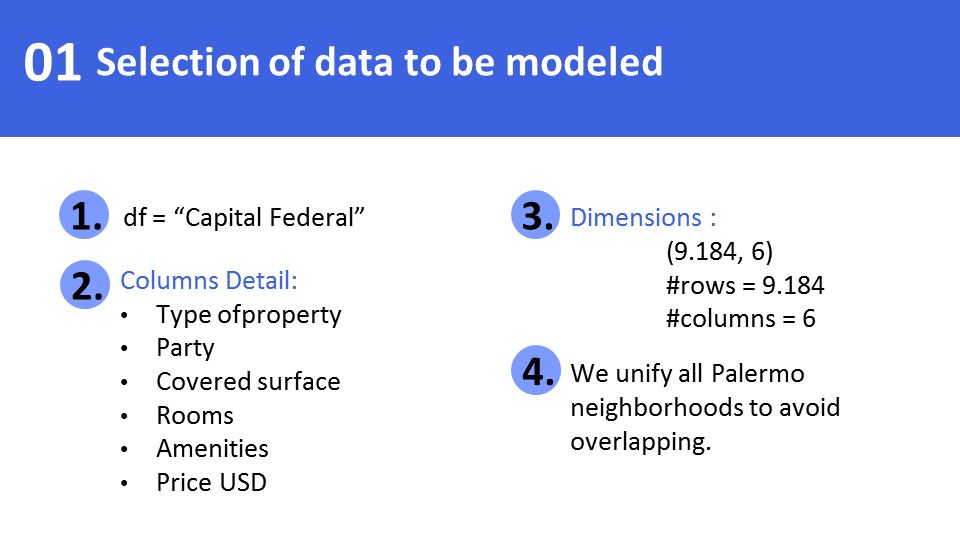 01 Selection of data to be modeled
1. df = “Capital Federal”
2. Columns Detail:
• Type ofproperty
• Party
• Covered surface
• Rooms
• Amenities
• Price USD
3. Dimensions :
(9.184, 6)
#rows = 9.184
#columns = 6
4. We unify all Palermo
neighborhoods to avoid
overlapping.